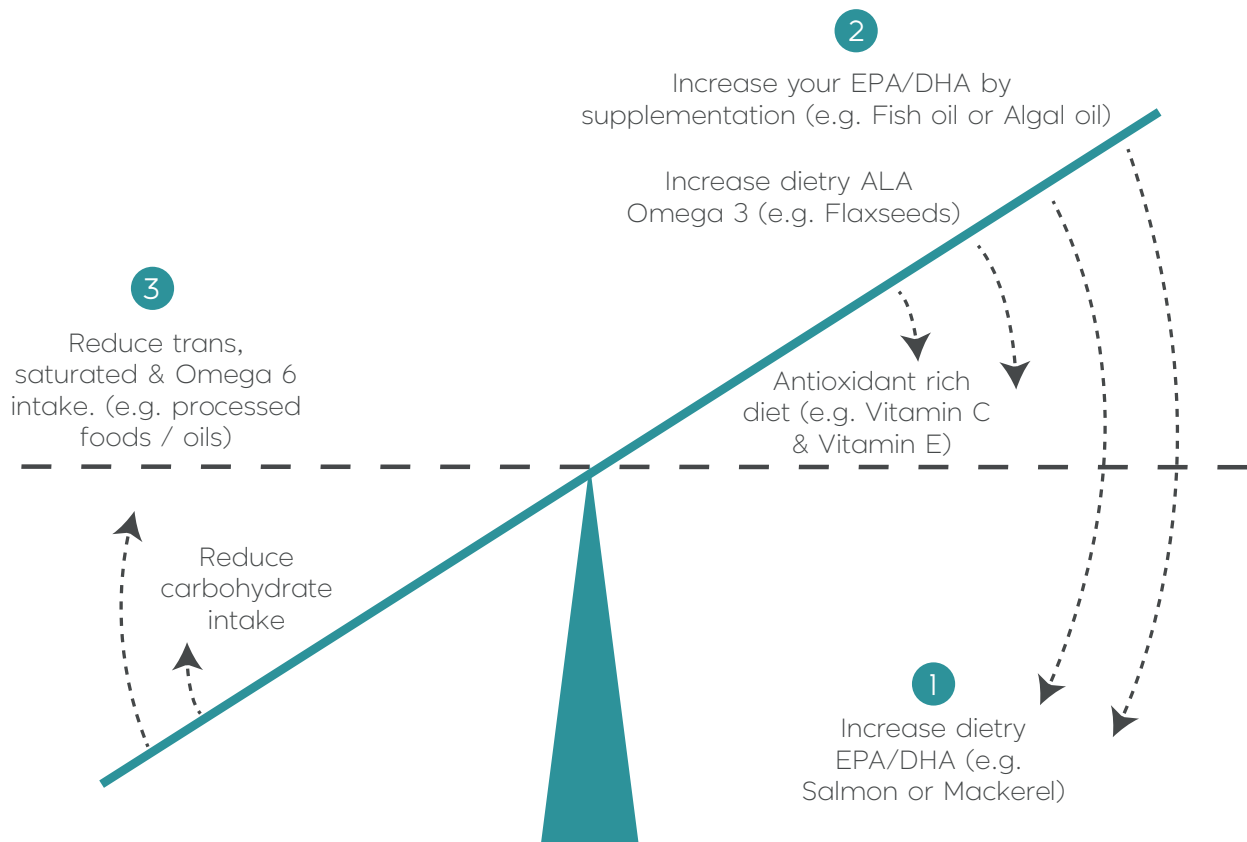 2
Increase your EPA/DHA by
supplementation (e.g. Fish oil or Algal oil)
Increase dietry ALA
Omega 3 (e.g. Flaxseeds)
3
Reduce trans,
saturated & Omega 6
intake. (e.g. processed
foods / oils)
Antioxidant rich
diet (e.g. Vitamin C
& Vitamin E)
Reduce
carbohydrate
intake
1
Increase dietry
EPA/DHA (e.g.
Salmon or Mackerel)